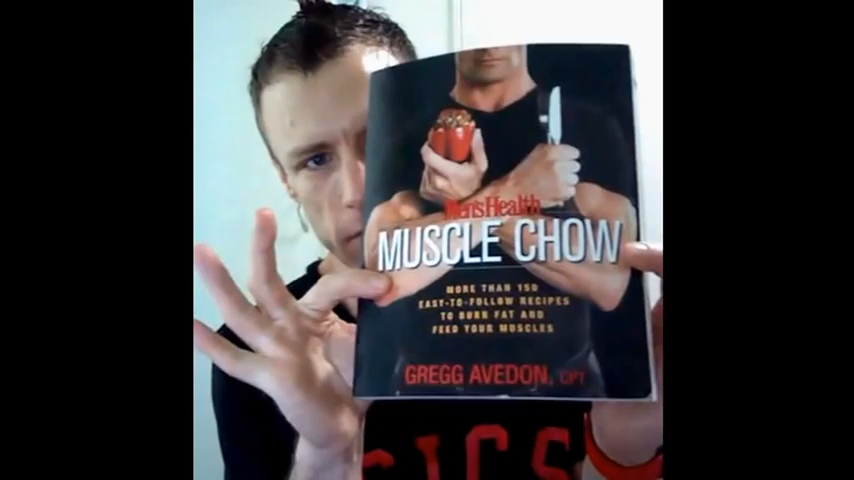 Men'sHealth
MUSCLE CHOW
MORE THAN 150
EASY-TO-FOLLOW RECIPES
TO BURN FAT AND
FEED YOUR MUSCLES
GREGG AVEDON, CPT